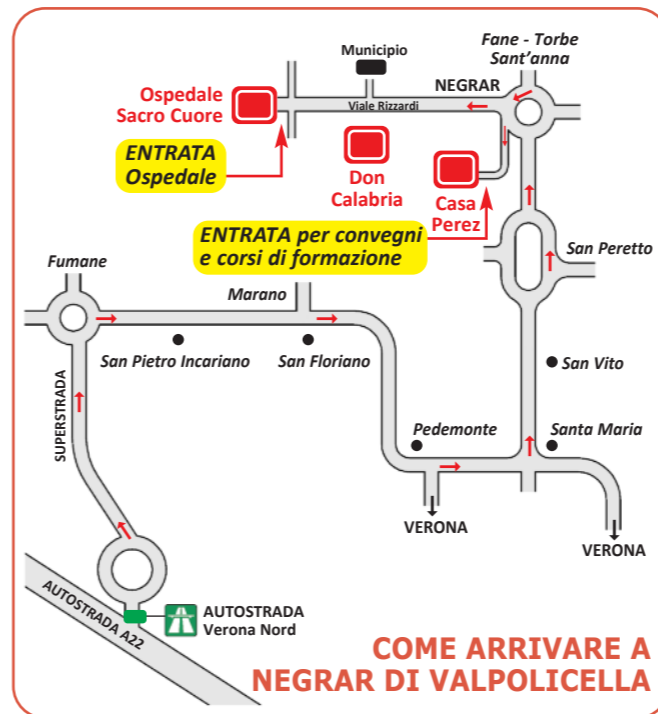 Fane - Torbe
Sant'anna
Municipio
NEGRAR
Ospedale
Sacro Cuore
Viale Rizzardi
ENTRATA
Ospedale
Don
Calabria
Casa
Perez
ENTRATA per convegni
e corsi di formazione
San Peretto
Fumane
Marano
San Pietro Incariano
San Floriano
San Vito
SUPERSTRADA
Pedemonte
Santa Maria
VERONA
VERONA
AUTOSTRADA A22
AUTOSTRADA
Verona Nord
COME ARRIVARE A
NEGRAR DI VALPOLICELLA